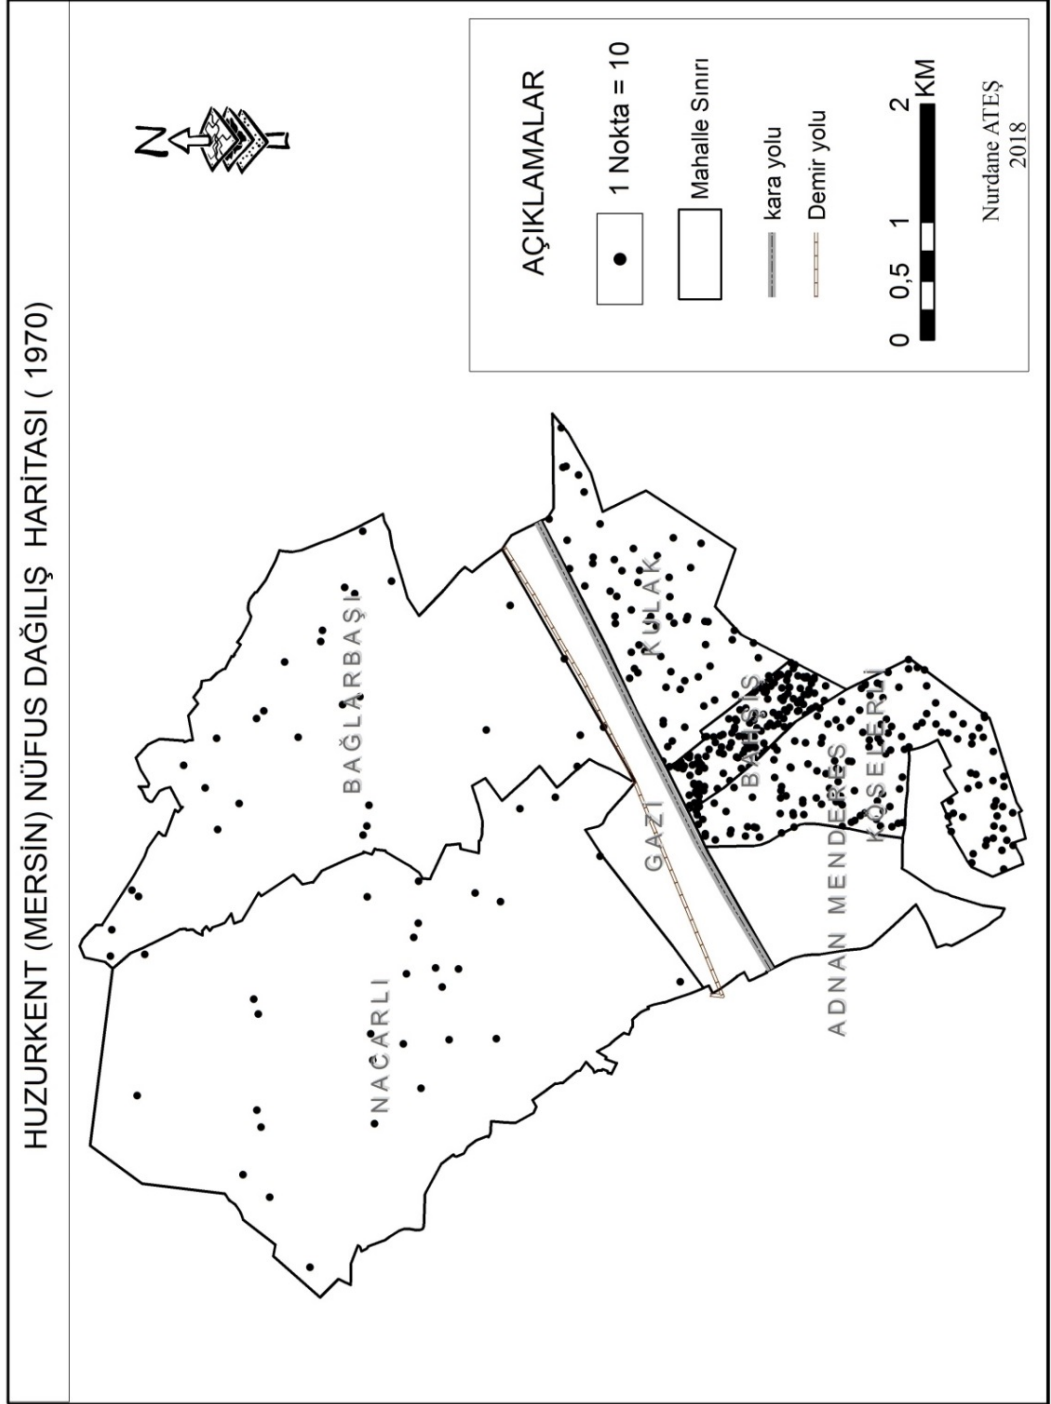 HUZURKENT (MERSİN) NÜFUS DAĞILIŞ HARİTASI ( 1970)
N
BAĞLARBAŞI
NACARLI
KULAK
GAZİ
BAHŞİŞ
ADNAN MENDERES
KÖSELERLİ
AÇIKLAMALAR
1 Nokta = 10
Mahalle Sınırı
kara yolu
Demir yolu
0 0,5 1 2
KM
Nurdane ATEŞ
2018